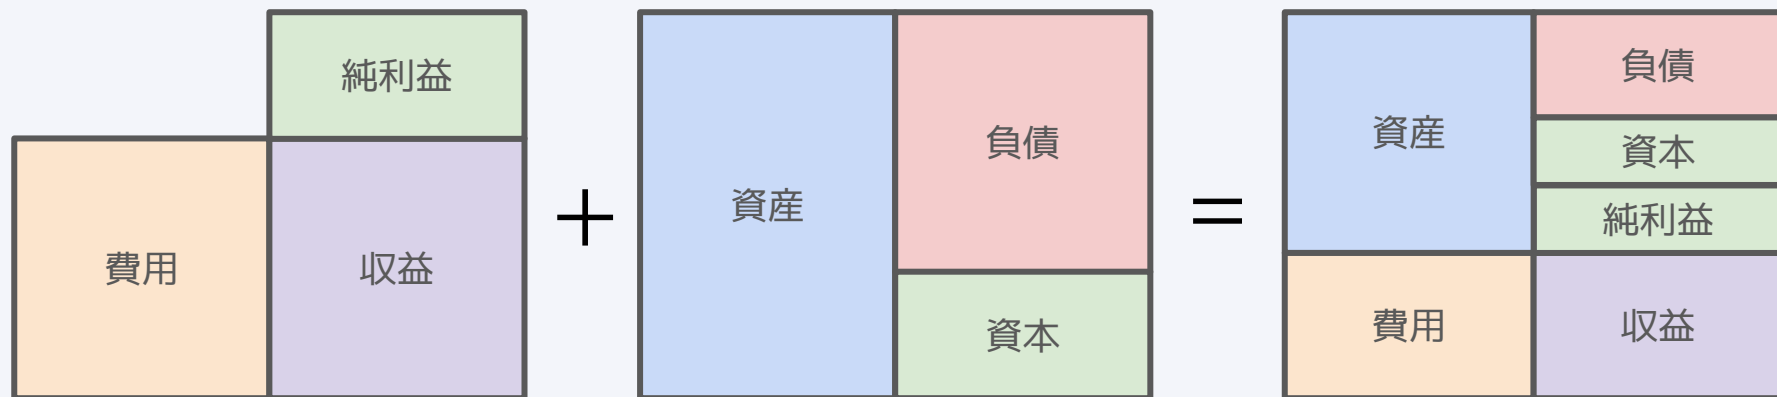 純利益
費用
収益
+
資産
負債
資本
=
資産
負債
資本
純利益
費用
収益